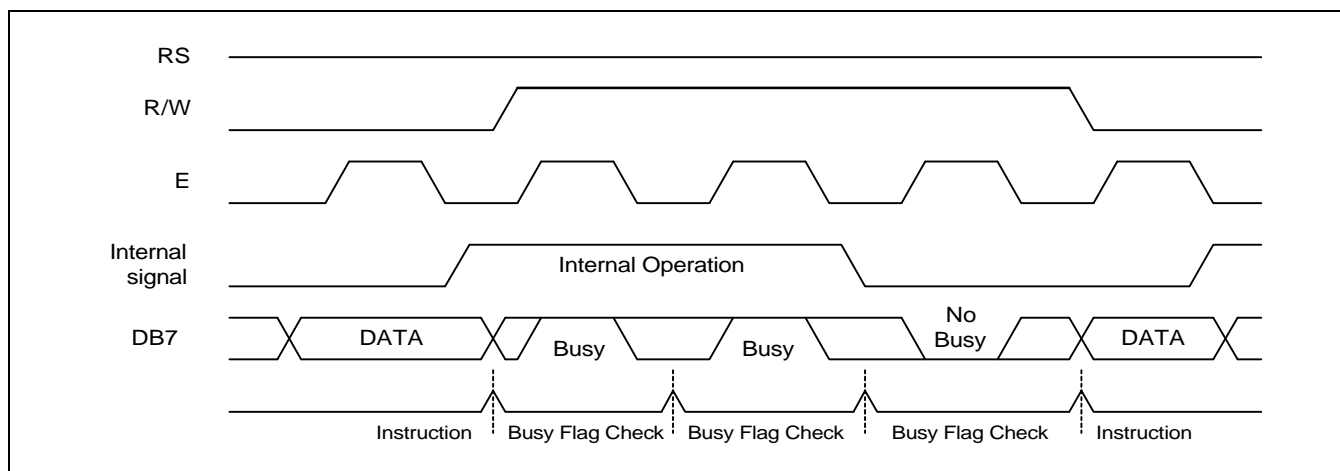 RS
R/W
E
Internal
signal
Internal Operation
DB7
DATA
Busy
Busy
No
Busy
DATA
Instruction
Busy Flag Check
Busy Flag Check
Busy Flag Check
Instruction